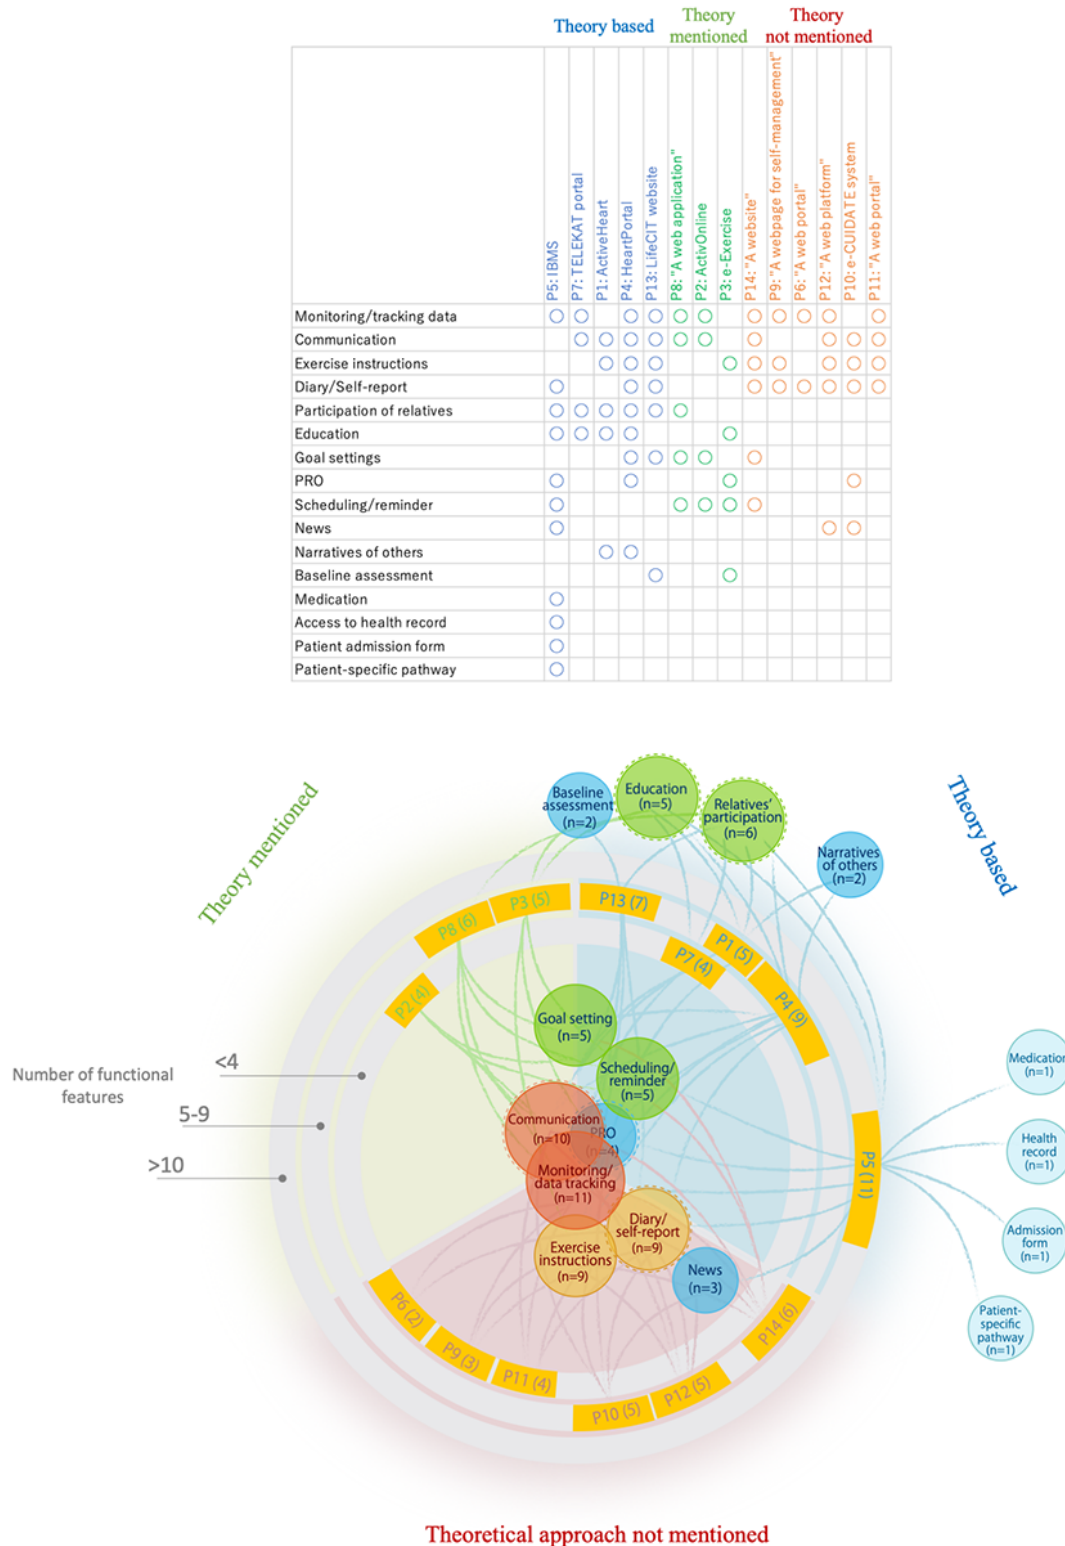 Theory based
Theory
mentioned
Theory
not mentioned
P5: IBMS
P7: TELEKAT portal
P1: ActiveHeart
P4: HeartPortal
P13: LifeCIT website
P8: "A web application"
P2: ActivOnline
P3: e-Exercise
P14: "A website"
P9: "A webpage for self-management"
P6: "A web portal"
P12: "A web platform"
P10: e-CUIDATE system
P11: "A web portal"
Monitoring/tracking data
Communication
Exercise instructions
Diary/Self-report
Participation of relatives
Education
Goal settings
PRO
Scheduling/reminder
News
Narratives of others
Baseline assessment
Medication
Access to health record
Patient admission form
Patient-specific pathway
Theory mentioned
Theory based
Baseline
assessment
(n=2)
Education
(n=5)
Relatives'
participation
(n=6)
Narratives
of others
(n=2)
P8 (6)
P3 (5)
P13 (7)
P7 (4)
P1 (5)
P4 (9)
P2 (4)
Goal setting
(n=5)
Scheduling/
reminder
(n=5)
Number of functional
features
<4
5-9
>10
Communication
(n=10)
PRO
(n=4)
Monitoring/
data tracking
(n=11)
Diary/
self-report
(n=9)
Exercise
instructions
(n=9)
News
(n=3)
P5 (11)
Medication
(n=1)
Health
record
(n=1)
Admission
form
(n=1)
Patient-
specific
pathway
(n=1)
P6 (2)
P9 (3)
P11 (4)
P10 (5)
P12 (5)
P14 (6)
Theoretical approach not mentioned